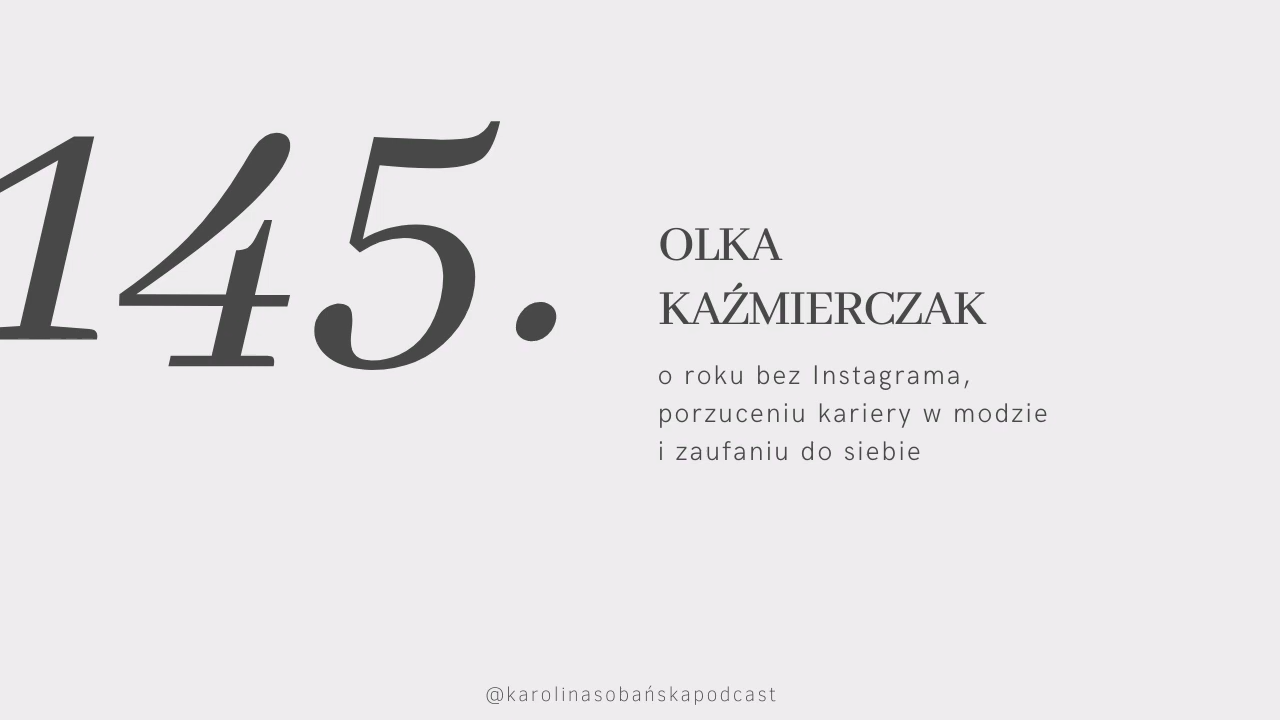 145.
OLKA
KAŹMIERCZAK
o roku bez Instagrama,
porzuceniu kariery w modzie
i zaufaniu do siebie
@karolinasobańskapodcast